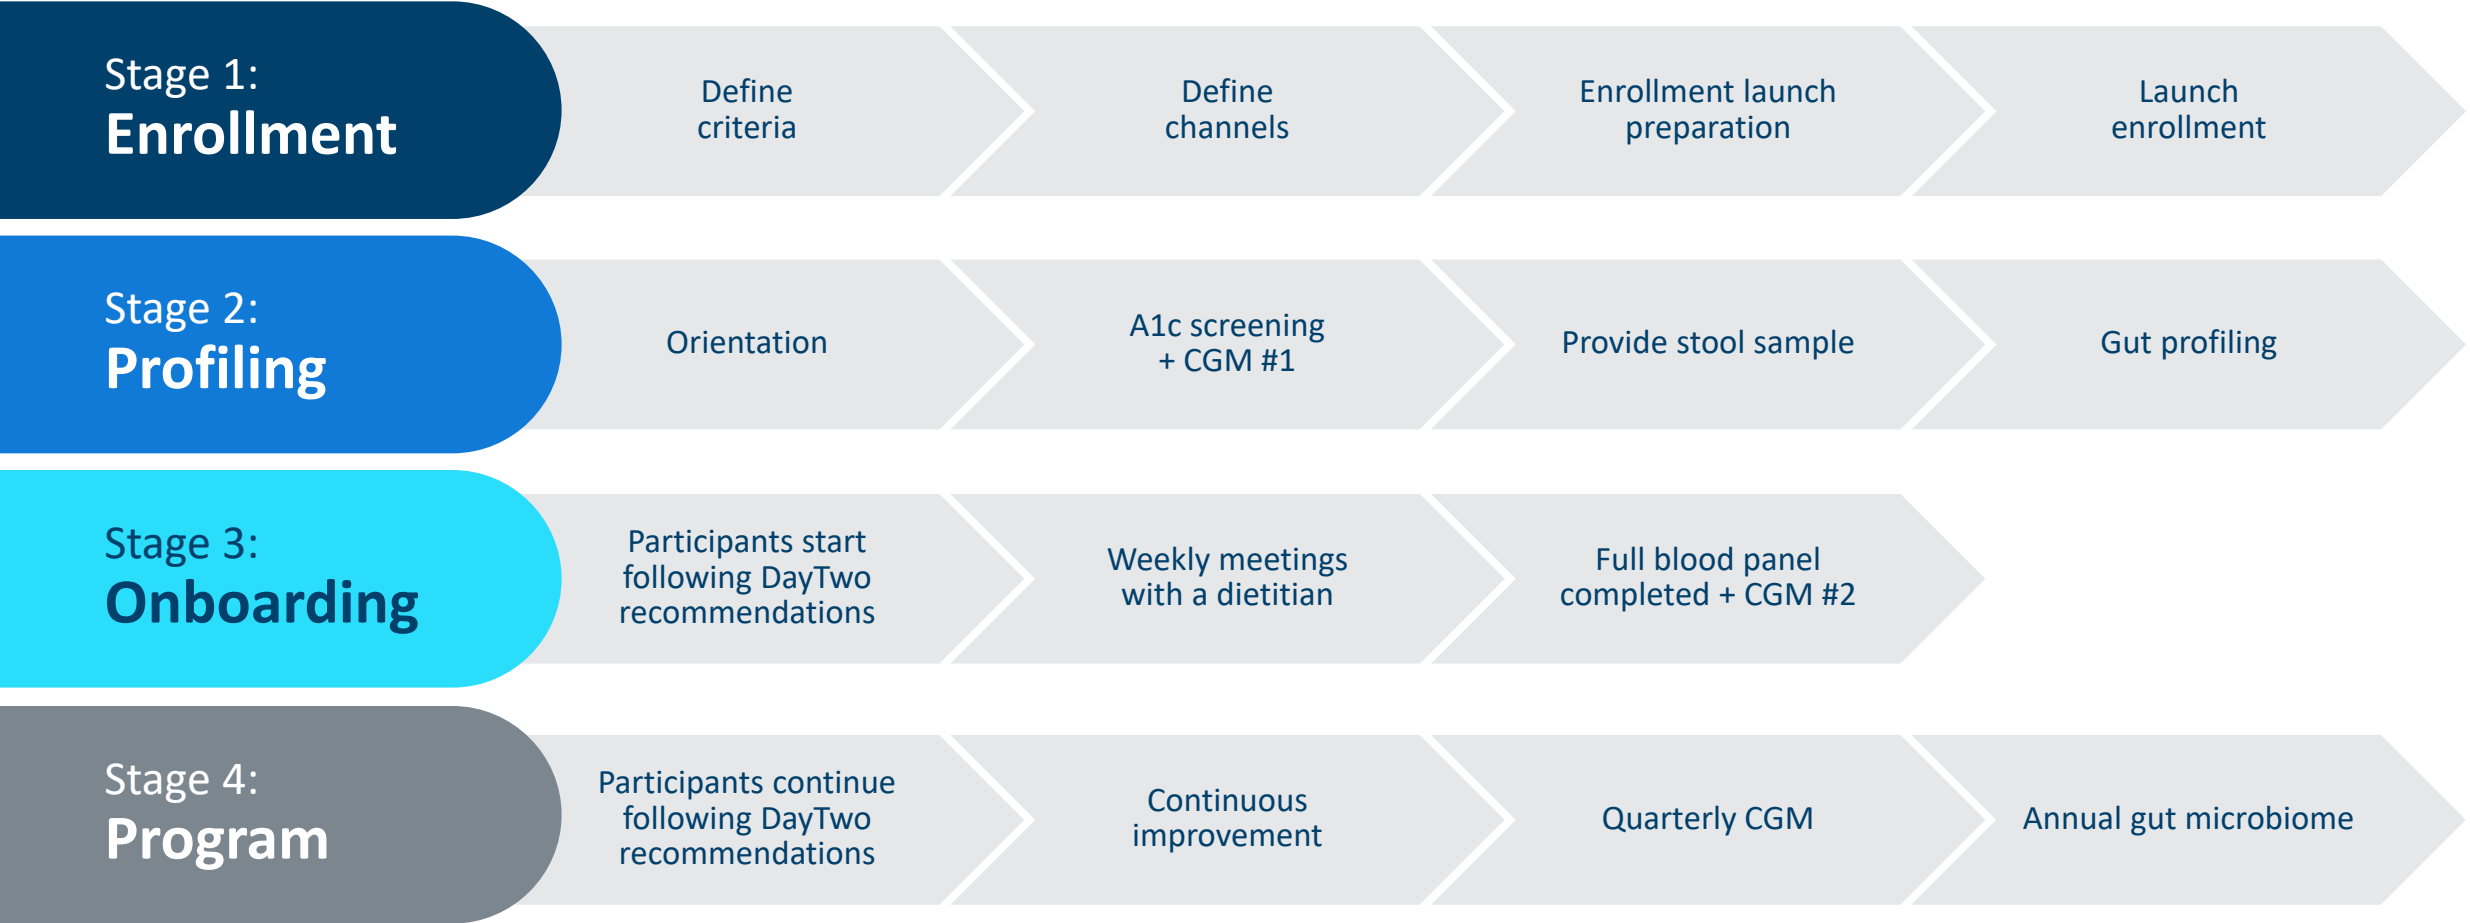 Stage 1:
Enrollment
Define
criteria
Define
channels
Enrollment launch
preparation
Launch
enrollment
Stage 2:
Profiling
Orientation
A1c screening
+ CGM #1
Provide stool sample
Gut profiling
Stage 3:
Onboarding
Participants start
following DayTwo
recommendations
Weekly meetings
with a dietitian
Full blood panel
completed + CGM #2
Stage 4:
Program
Participants continue
following DayTwo
recommendations
Continuous
improvement
Quarterly CGM
Annual gut microbiome